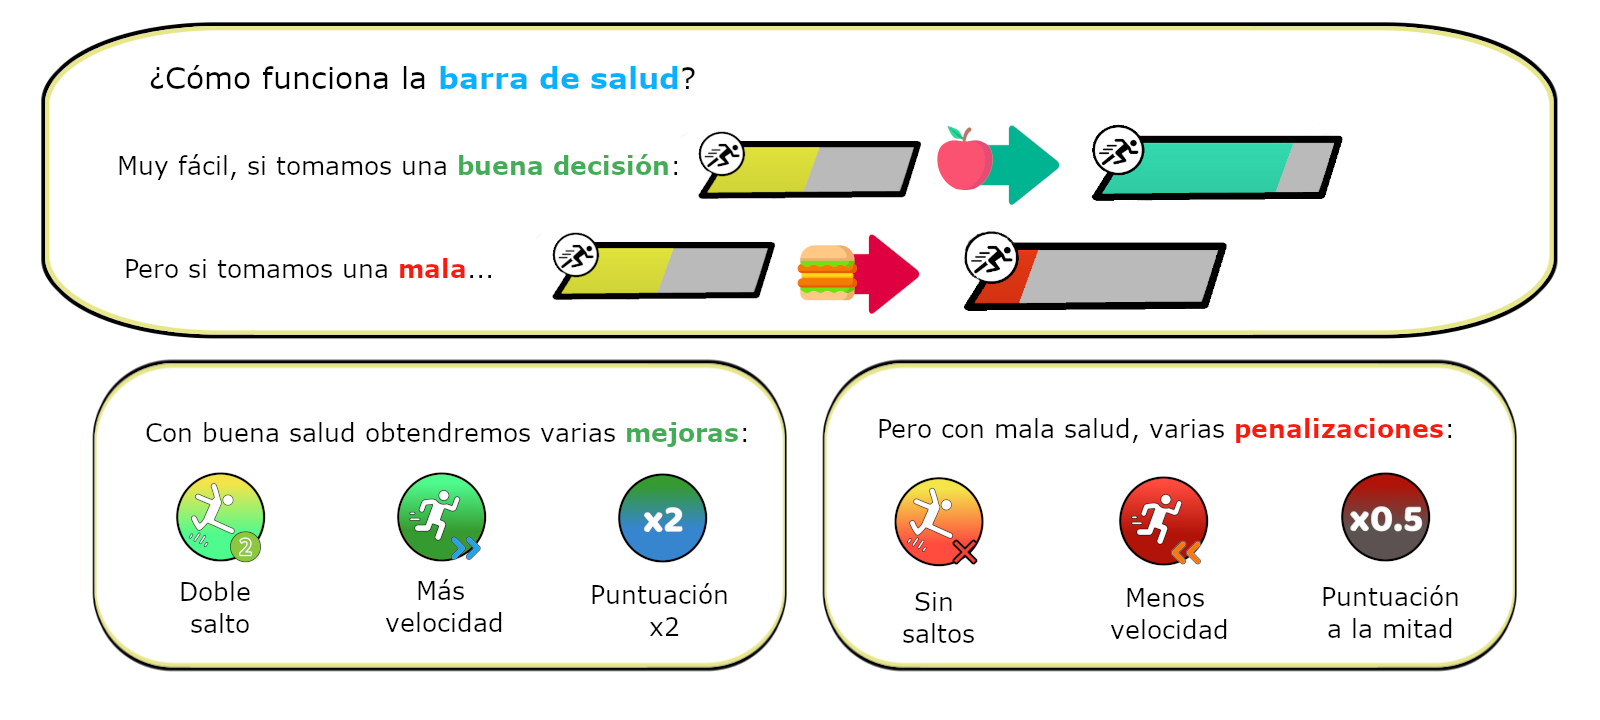 ¿Cómo funciona la barra de salud?
Muy fácil, si tomamos una buena decisión:
Pero si tomamos una mala...
Con buena salud obtendremos varias mejoras:
2
x2
Doble
salto
Más
velocidad
Puntuación
x2
Pero con mala salud, varias penalizaciones:
x0.5
Sin
saltos
Menos
velocidad
Puntuación
a la mitad